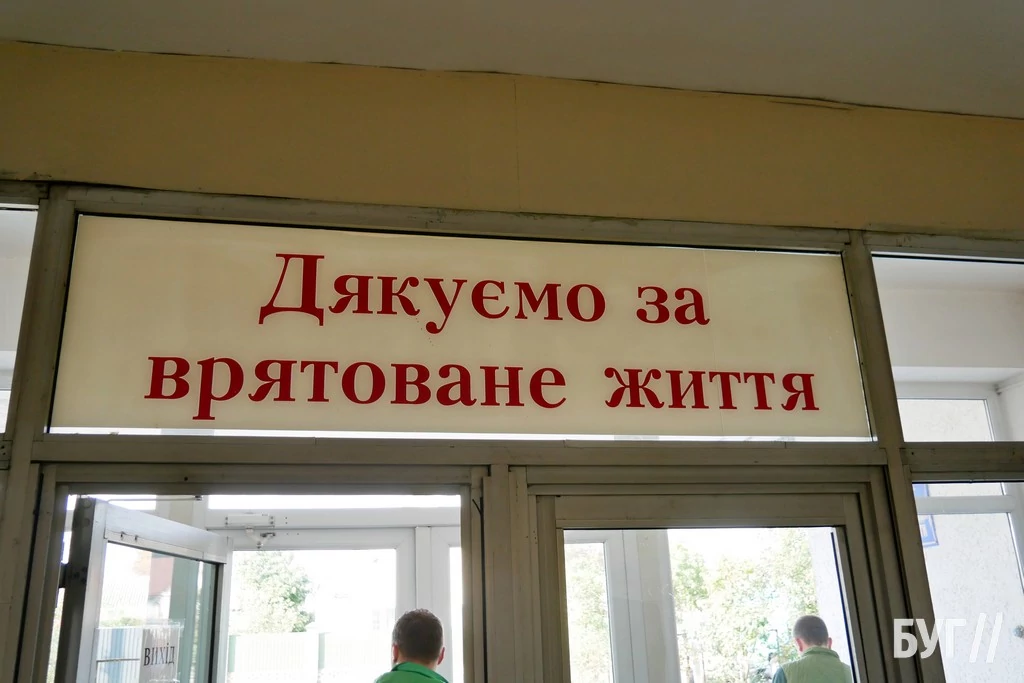 Дякуємо за
врятоване життя
ВИХІД
БУГ//